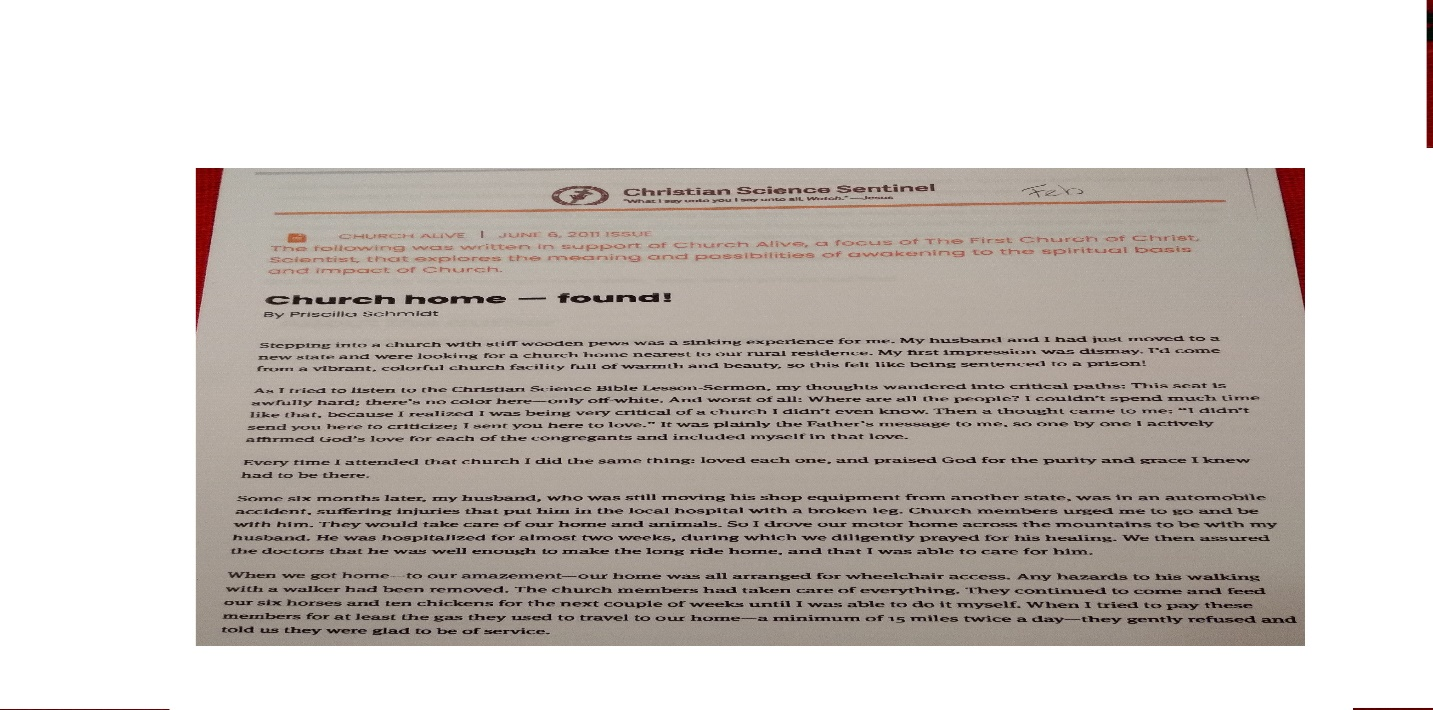 Christian Science Sentinel
"What I say unto you I say unto all, Watch." —Jesus
Feb
CHURCH ALIVE | JUNE 6, 2011 ISSUE
The following was written in support of Church Alive, a focus of The First Church of Christ,
Scientist, that explores the meaning and possibilities of awakening to the spiritual basis
and impact of Church.
Church home — found!
By Priscilla Schmidt
Stepping into a church with stiff wooden pews was a sinking experience for me. My husband and I had just moved to a
new state and were looking for a church home nearest to our rural residence. My first impression was dismay. I'd come
from a vibrant, colorful church facility full of warmth and beauty, so this felt like being sentenced to a prison!
As I tried to listen to the Christian Science Bible Lesson-Sermon, my thoughts wandered into critical paths: This seat is
awfully hard; there's no color here—only off-white. And worst of all: Where are all the people? I couldn't spend much time
like that, because I realized I was being very critical of a church I didn't even know. Then a thought came to me: "I didn't
send you here to criticize; I sent you here to love." It was plainly the Father's message to me, so one by one I actively
affirmed God's love for each of the congregants and included myself in that love.
Every time I attended that church I did the same thing: loved each one, and praised God for the purity and grace I knew
had to be there.
Some six months later, my husband, who was still moving his shop equipment from another state, was in an automobile
accident, suffering injuries that put him in the local hospital with a broken leg. Church members urged me to go and be
with him. They would take care of our home and animals. So I drove our motor home across the mountains to be with my
husband. He was hospitalized for almost two weeks, during which we diligently prayed for his healing. We then assured
the doctors that he was well enough to make the long ride home, and that I was able to care for him.
When we got home—to our amazement—our home was all arranged for wheelchair access. Any hazards to his walking
with a walker had been removed. The church members had taken care of everything. They continued to come and feed
our six horses and ten chickens for the next couple of weeks until I was able to do it myself. When I tried to pay these
members for at least the gas they used to travel to our home—a minimum of 15 miles twice a day—they gently refused and
told us they were glad to be of service.